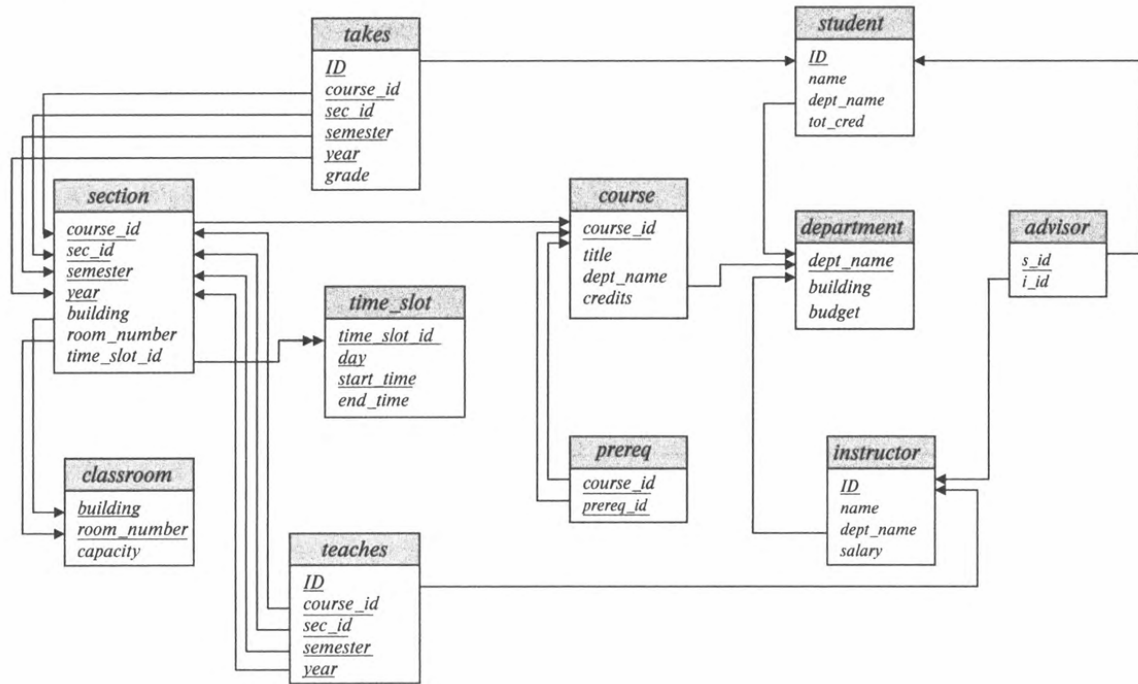 takes
ID
course_id
sec_id
semester
year
grade
student
ID
name
dept_name
tot_cred
section
course_id
sec_id
semester
year
building
room_number
time_slot_id
course
course_id
title
dept_name
credits
department
dept_name
building
budget
advisor
s_id
i_id
time_slot
time_slot_id
day
start_time
end_time
prereq
course_id
prereq_id
instructor
ID
name
dept_name
salary
classroom
building
room_number
capacity
teaches
ID
course_id
sec_id
semester
year